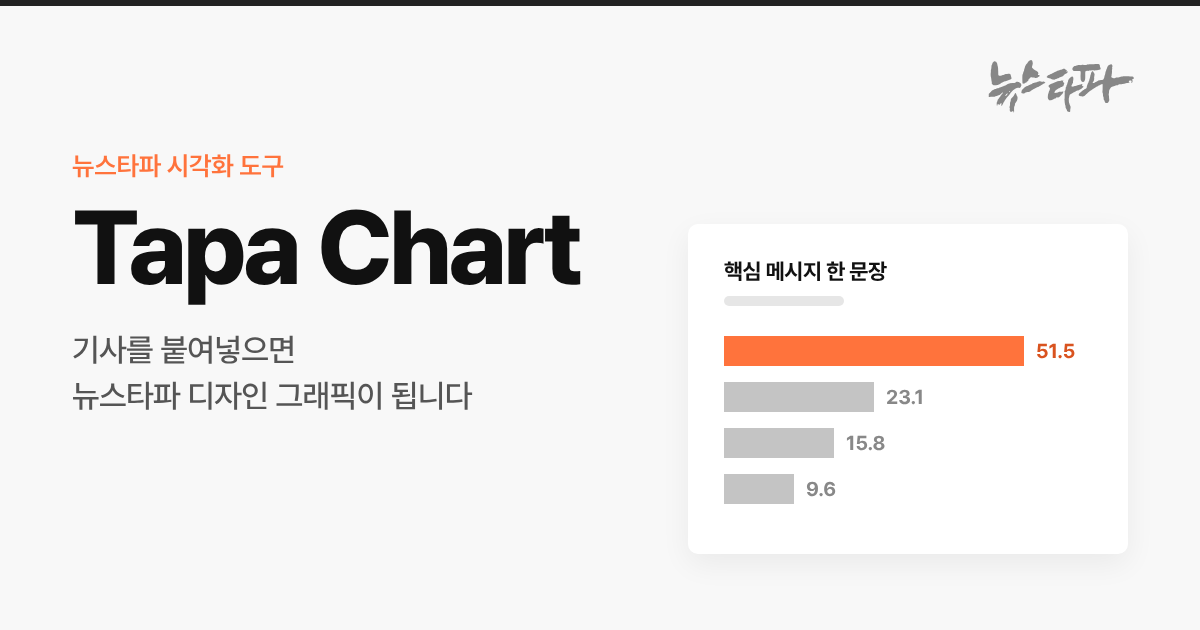 뉴스타파
뉴스타파 시각화 도구
Tapa Chart
기사를 붙여넣으면
뉴스타파 디자인 그래픽이 됩니다
핵심 메시지 한 문장
51.5
23.1
15.8
9.6